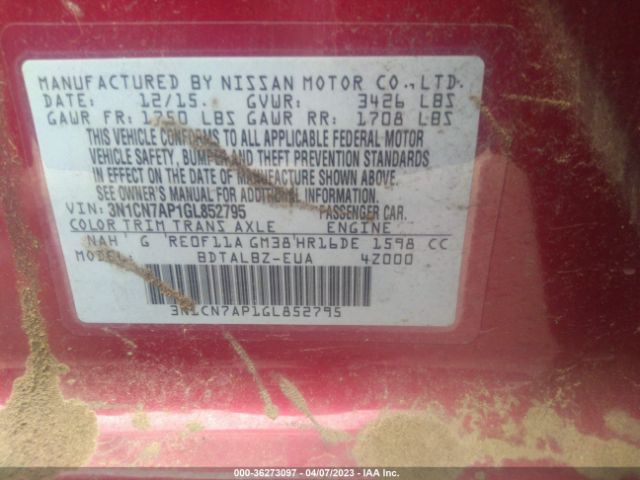 MANUFACTURED BY NISSAN MOTOR CO., LTD.
DATE: 12/15. GVWR: 3426 LBS
GAWR FR: 1750 LBS GAWR RR: 1708 LBS
THIS VEHICLE CONFORMS TO ALL APPLICABLE FEDERAL MOTOR
VEHICLE SAFETY, BUMPER AND THEFT PREVENTION STANDARDS
IN EFFECT ON THE DATE OF MANUFACTURE SHOWN ABOVE.
SEE OWNER'S MANUAL FOR ADDITIONAL INFORMATION.
VIN: 3N1CN7AP1GL852795 PASSENGER CAR.
COLOR TRIM TRANS AXLE ENGINE
NAH G RE0F11A GM38 HR16DE 1598 CC
BDTALBZ-EUA 4Z000
3N1CN7AP1GL852795
000-36273097 - 04/07/2023 - IAA Inc.